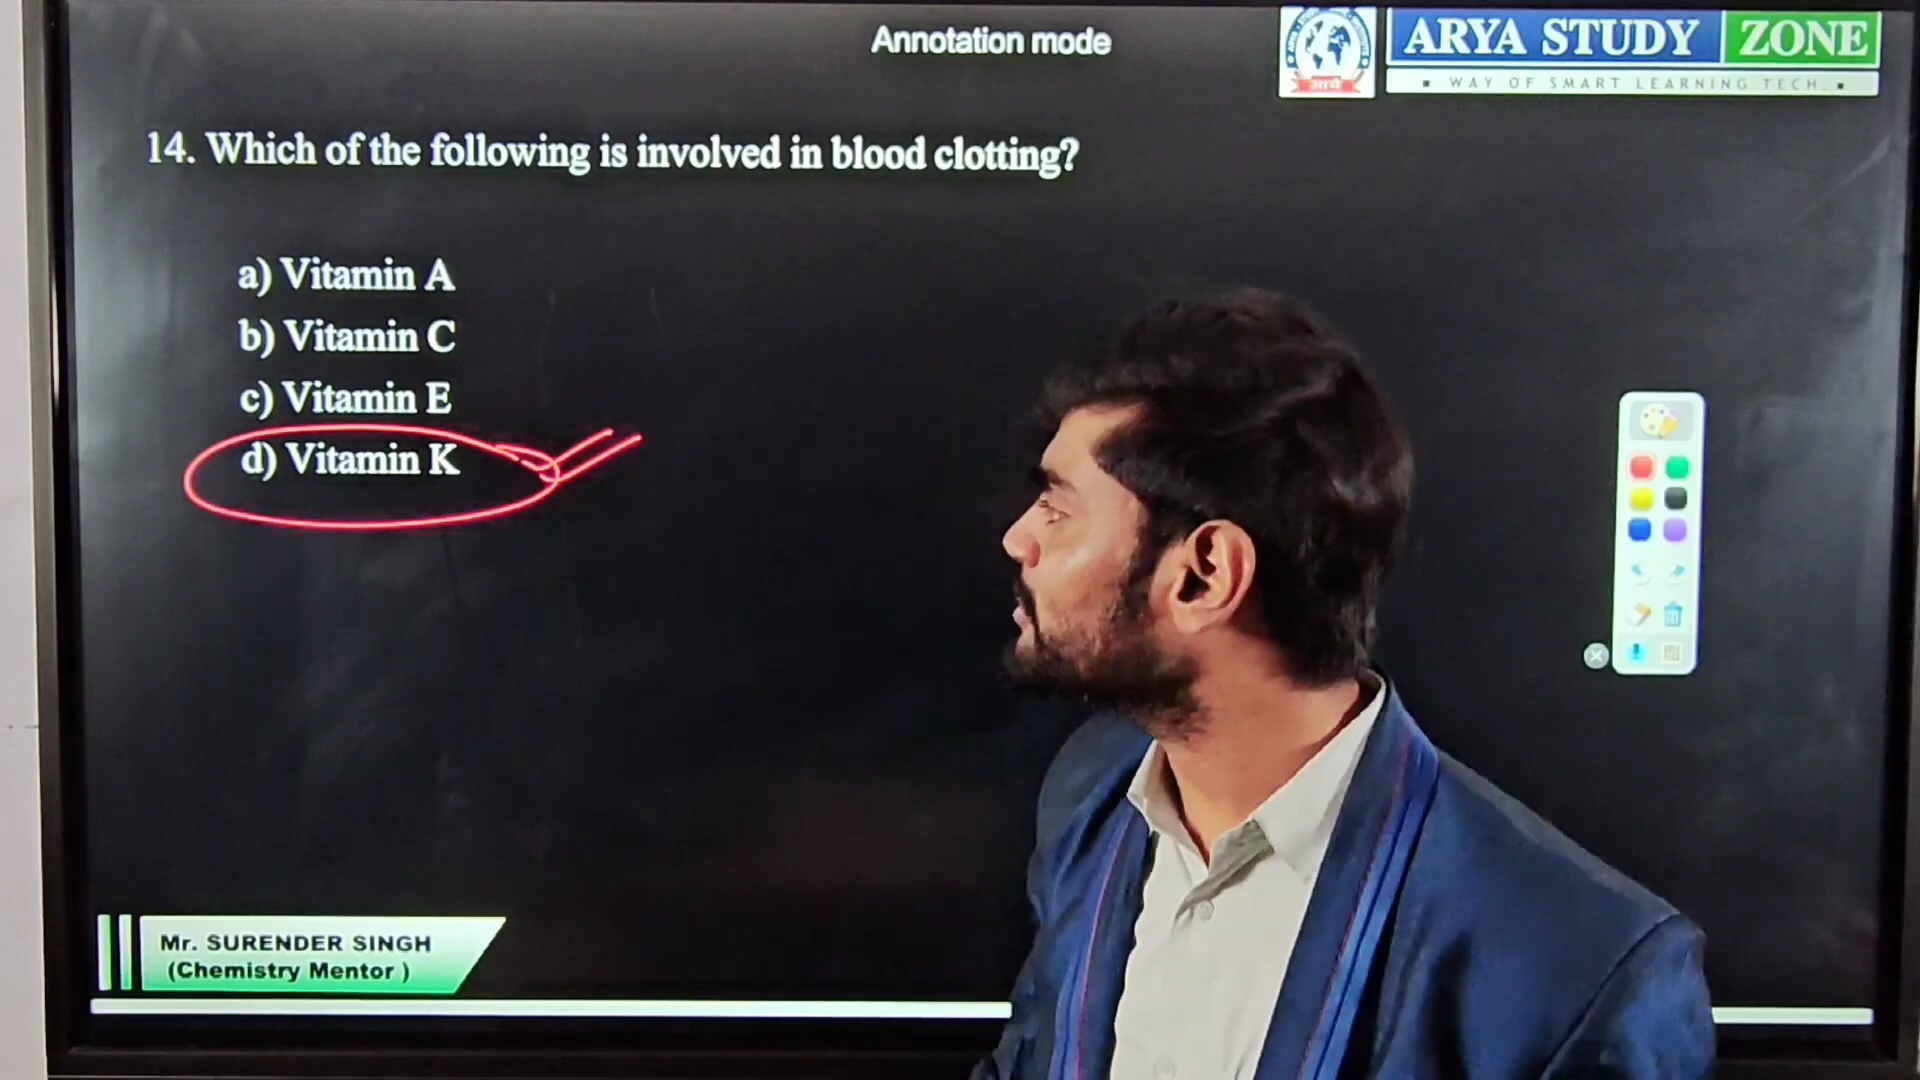 Annotation mode
ARYA STUDY ZONE
WAY OF SMART LEARNING TECH.
14. Which of the following is involved in blood clotting?
a) Vitamin A
b) Vitamin C
c) Vitamin E
d) Vitamin K
Mr. SURENDER SINGH
(Chemistry Mentor )